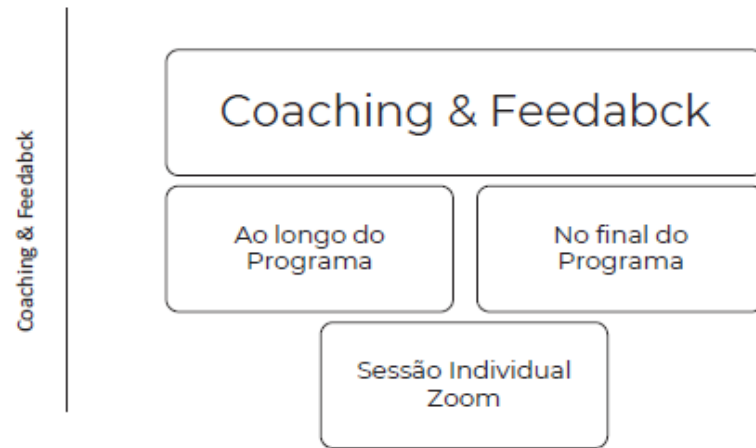 Coaching & Feedabck
Coaching & Feedabck
Ao longo do
Programa
No final do
Programa
Sessão Individual
Zoom